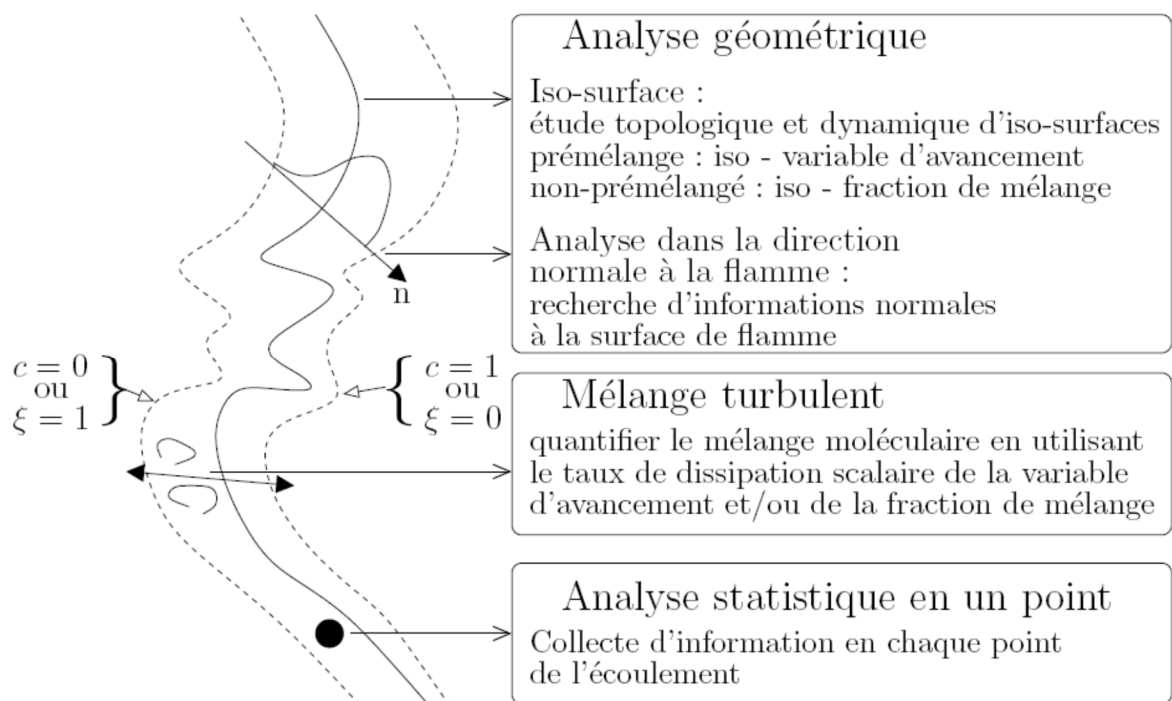 Analyse géométrique
Iso-surface :
étude topologique et dynamique d'iso-surfaces
prémélange : iso - variable d'avancement
non-prémélangé : iso - fraction de mélange
Analyse dans la direction
normale à la flamme :
recherche d'informations normales
à la surface de flamme
n
c = 0
ou
ξ = 1
c = 1
ou
ξ = 0
Mélange turbulent
quantifier le mélange moléculaire en utilisant
le taux de dissipation scalaire de la variable
d'avancement et/ou de la fraction de mélange
Analyse statistique en un point
Collecte d'information en chaque point
de l'écoulement